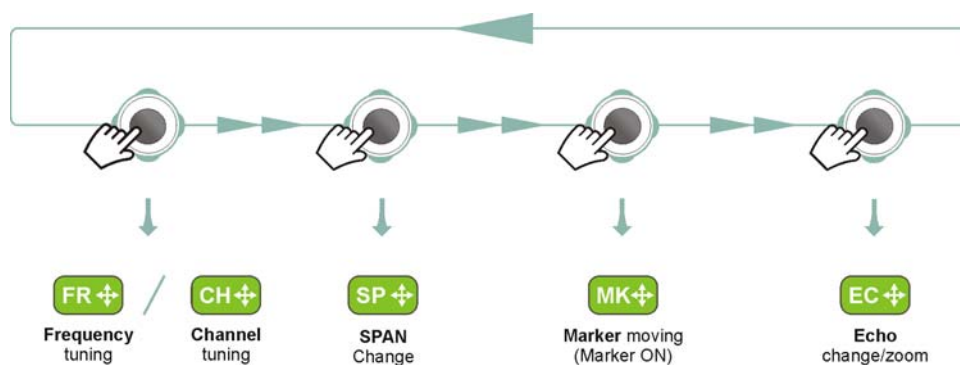 FR
CH
SP
MK
EC
Frequency
tuning
Channel
tuning
SPAN
Change
Marker moving
(Marker ON)
Echo
change/zoom